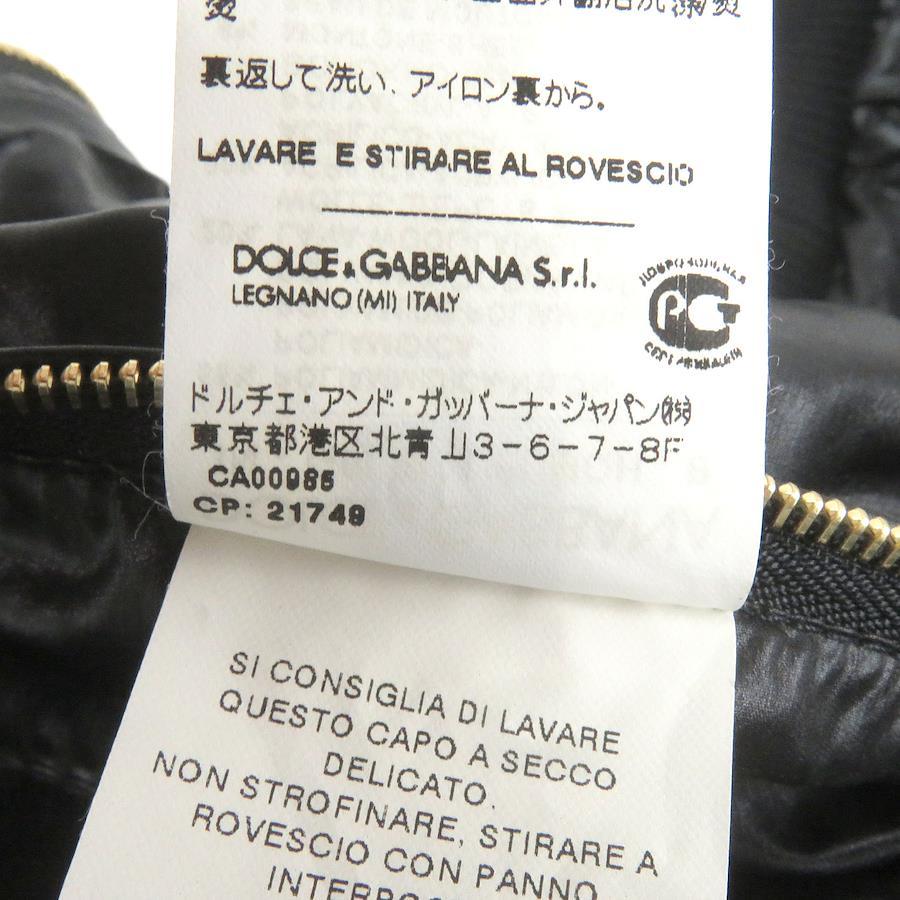 燙
裏返して洗い、アイロン裏から。
LAVARE E STIRARE AL ROVESCIO
DOLCE & GABBANA S.r.l.
LEGNANO (MI) ITALY
ドルチェ・アンド・ガッバーナ・ジャパン㈱
東京都港区北青山3-6-7-8F
CA00985
CP: 21749
SI CONSIGLIA DI LAVARE
QUESTO CAPO A SECCO
DELICATO.
NON STROFINARE, STIRARE A
ROVESCIO CON PANNO